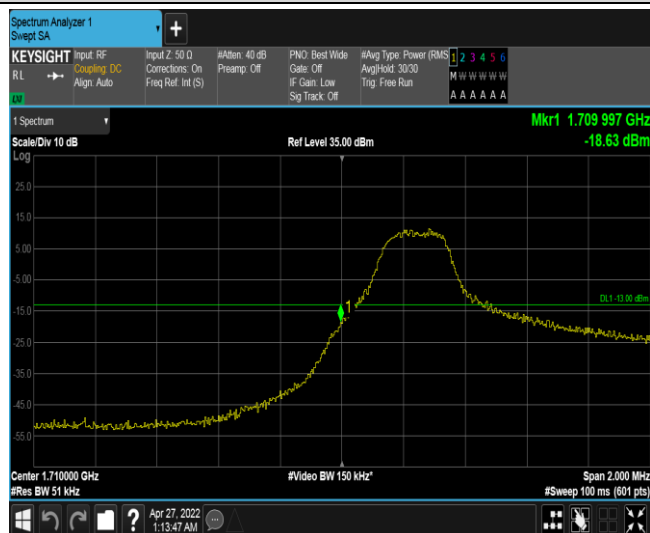 Spectrum Analyzer 1
Swept SA
+
KEYSIGHT
RL
LXI
Input: RF
Coupling: DC
Align: Auto
Input Z: 50 Ω
Corrections: On
Freq Ref: Int (S)
#Atten: 40 dB
Preamp: Off
PNO: Best Wide
Gate: Off
IF Gain: Low
Sig Track: Off
#Avg Type: Power (RMS
Avg|Hold: 30/30
Trig: Free Run
1 2 3 4 5 6
M W W W W W
A A A A A A
1 Spectrum
Scale/Div 10 dB
Log
Ref Level 35.00 dBm
Mkr1 1.709 997 GHz
-18.63 dBm
25.0
15.0
5.00
-5.00
-15.0
-25.0
-35.0
-45.0
-55.0
1
DL1 -13.00 dBm
Center 1.710000 GHz
#Res BW 51 kHz
#Video BW 150 kHz*
Span 2.000 MHz
#Sweep 100 ms (601 pts)
?
Apr 27, 2022
1:13:47 AM